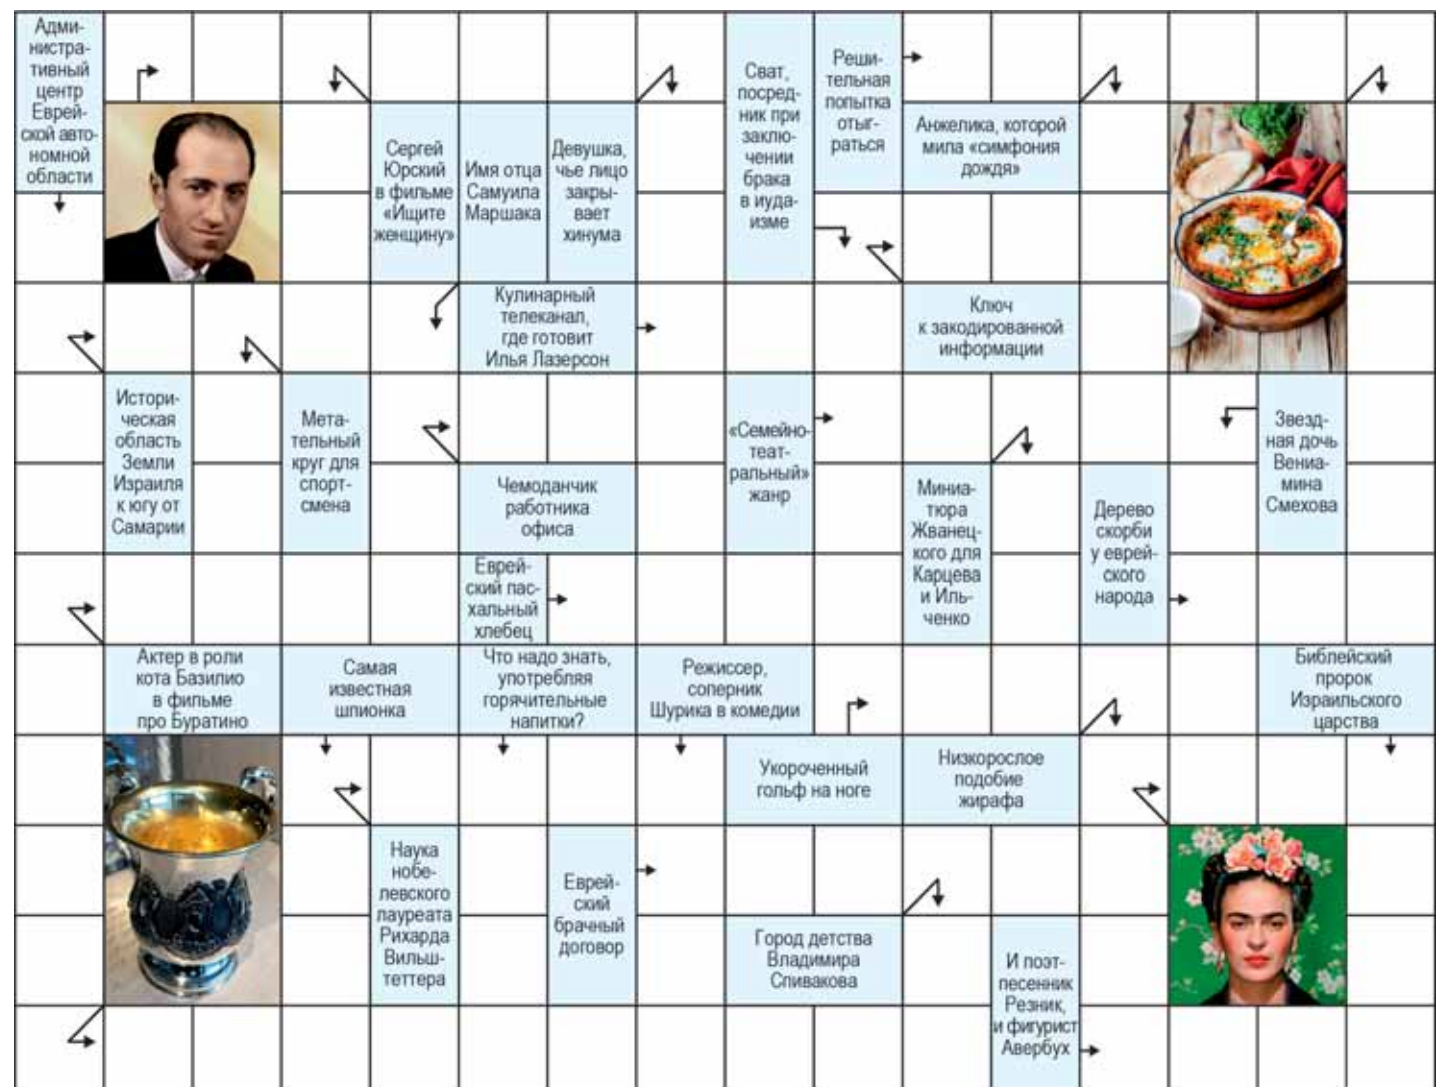 Адми-
нистра-
тивный
центр
Еврей-
ской авто-
номной
области
Сергей
Юрский
в фильме
«Ищите
женщину»
Имя отца
Самуила
Маршака
Девушка,
чье лицо
закры-
вает
хинума
Сват,
посред-
ник при
заклю-
чении
брака
в иуда-
изме
Реши-
тельная
попытка
отыг-
раться
Анжелика, которой
мила «симфония
дождя»
Кулинарный
телеканал,
где готовит
Илья Лазерсон
Ключ
к закодированной
информации
Истори-
ческая
область
Земли
Израиля
к югу от
Самарии
Мета-
тельный
круг для
спорт-
смена
Чемоданчик
работника
офиса
«Семейно-
теат-
ральный»
жанр
Миниа-
тюра
Жванец-
кого для
Карцева
и Иль-
ченко
Дерево
скорби
у еврей-
ского
народа
Звезд-
ная дочь
Вениа-
мина
Смехова
Еврей-
ский пас-
хальный
хлебец
Актер в роли
кота Базилио
в фильме
про Буратино
Самая
известная
шпионка
Что надо знать,
употребляя
горячительные
напитки?
Режиссер,
соперник
Шурика в комедии
Библейский
пророк
Израильского
царства
Укороченный
гольф на ноге
Низкорослое
подобие
жирафа
Наука
нобе-
левского
лауреата
Рихарда
Виль-
штеттера
Еврей-
ский
брачный
договор
Город детства
Владимира
Спивакова
И поэт-
песенник
Резник,
и фигурист
Авербух